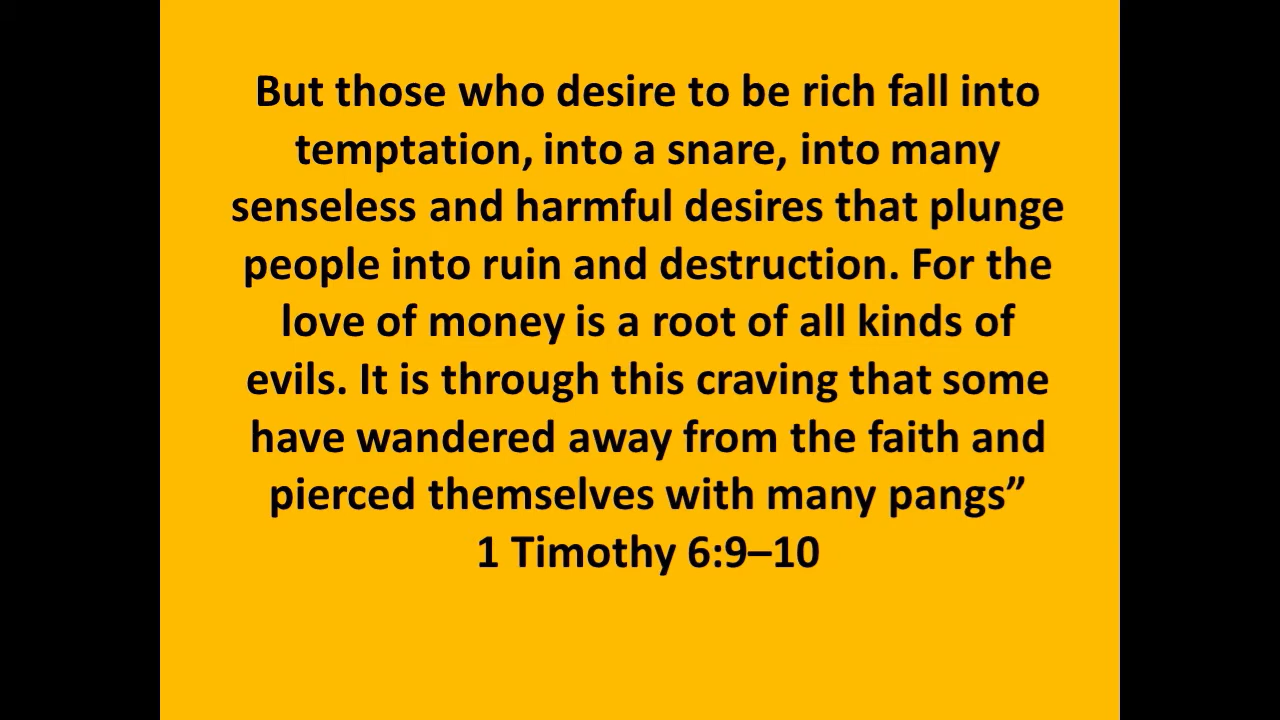 But those who desire to be rich fall into
temptation, into a snare, into many
senseless and harmful desires that plunge
people into ruin and destruction. For the
love of money is a root of all kinds of
evils. It is through this craving that some
have wandered away from the faith and
pierced themselves with many pangs”
1 Timothy 6:9–10